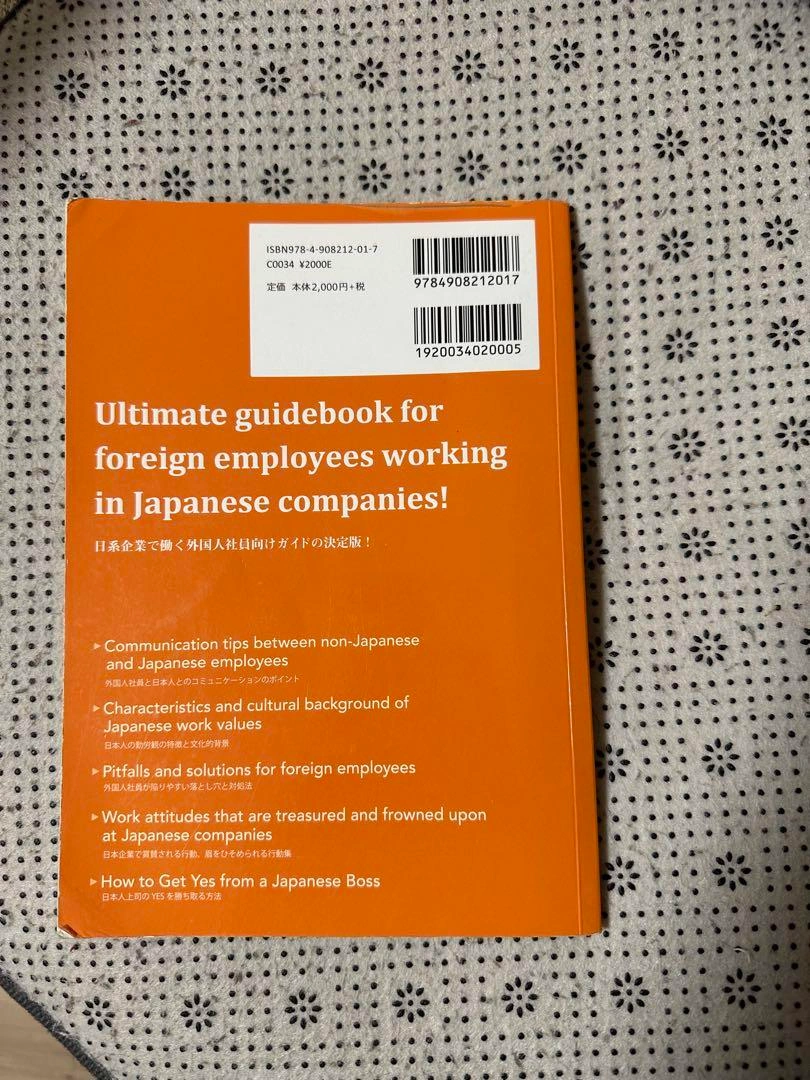 ISBN978-4-908212-01-7
C0034 ¥2000E
定価 本体2,000円+税
9784908212017
1920034020005
Ultimate guidebook for
foreign employees working
in Japanese companies!
日系企業で働く外国人社員向けガイドの決定版！
▶ Communication tips between non-Japanese
and Japanese employees
外国人社員と日本人とのコミュニケーションのポイント
▶ Characteristics and cultural background of
Japanese work values
日本人の勤労観の特徴と文化的背景
▶ Pitfalls and solutions for foreign employees
外国人社員が陥りやすい落とし穴と対処法
▶ Work attitudes that are treasured and frowned upon
at Japanese companies
日本企業で賞賛される行動、眉をひそめられる行動集
▶ How to Get Yes from a Japanese Boss
日本人上司のYESを勝ち取る方法